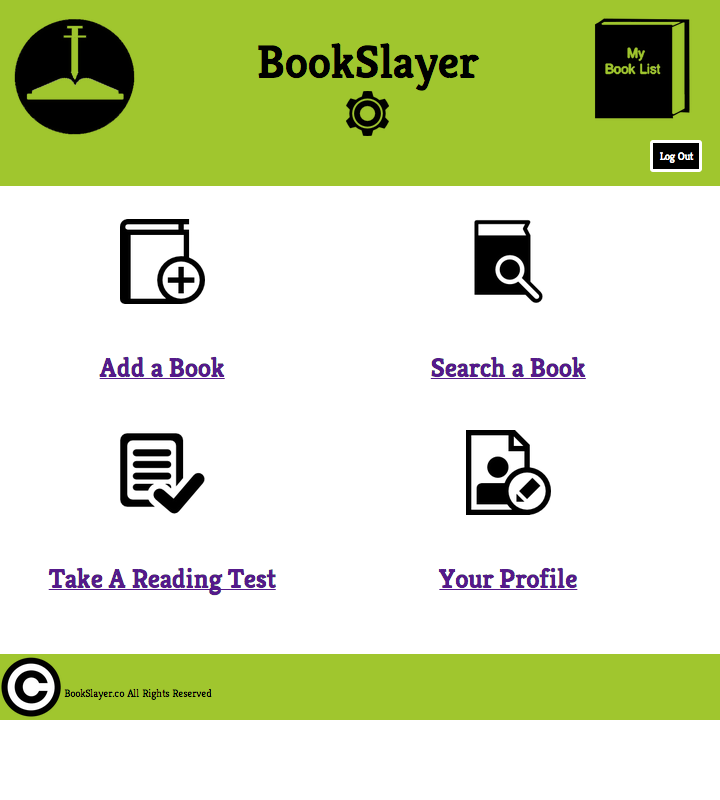 BookSlayer
My
Book List
Log Out
Add a Book
Search a Book
Take A Reading Test
Your Profile
© BookSlayer.co All Rights Reserved